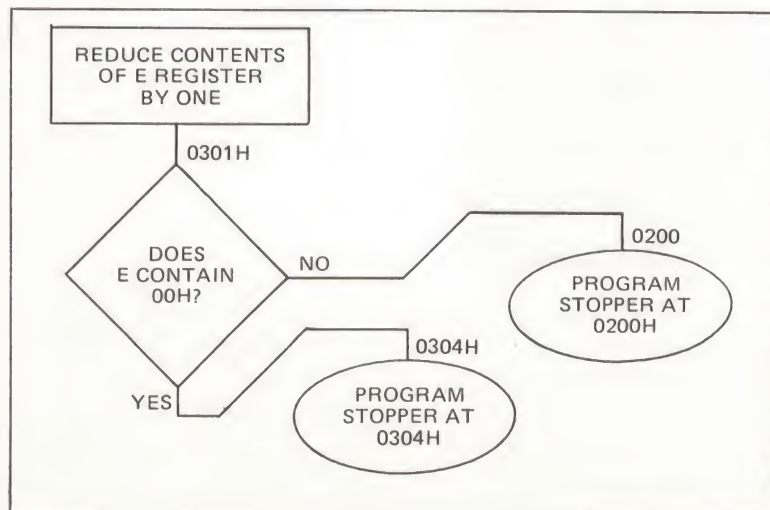 REDUCE CONTENTS
OF E REGISTER
BY ONE
0301H
DOES
E CONTAIN
00H?
NO
0200
PROGRAM
STOPPER AT
0200H
YES
0304H
PROGRAM
STOPPER AT
0304H